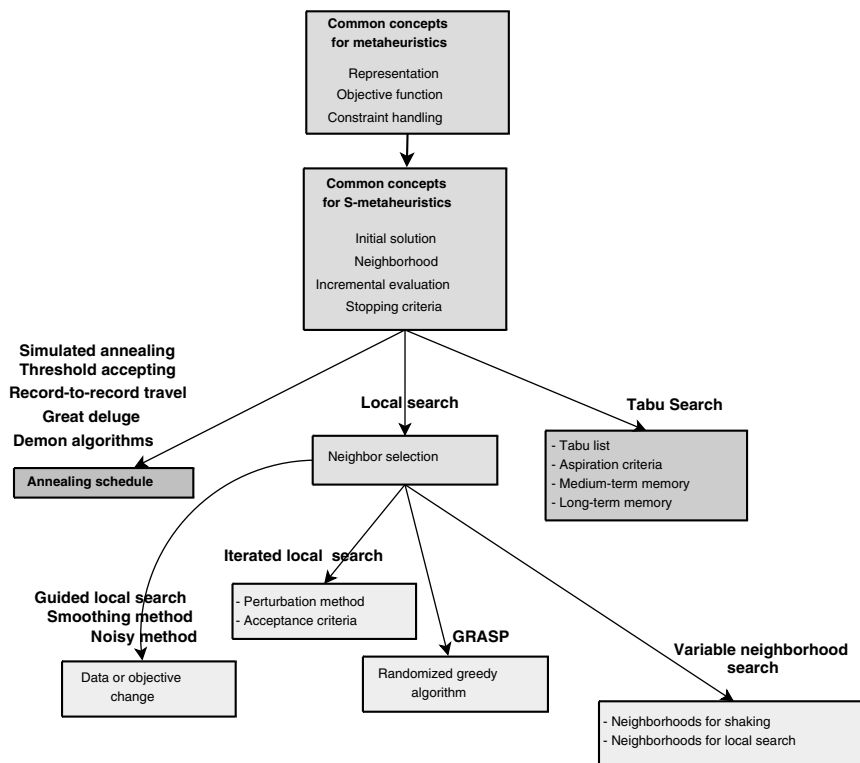 Common concepts
for metaheuristics
Representation
Objective function
Constraint handling
Common concepts
for S-metaheuristics
Initial solution
Neighborhood
Incremental evaluation
Stopping criteria
Simulated annealing
Threshold accepting
Record-to-record travel
Great deluge
Demon algorithms
Annealing schedule
Local search
Neighbor selection
Tabu Search
- Tabu list
- Aspiration criteria
- Medium-term memory
- Long-term memory
Guided local search
Smoothing method
Noisy method
Data or objective
change
Iterated local search
- Perturbation method
- Acceptance criteria
GRASP
Randomized greedy
algorithm
Variable neighborhood
search
- Neighborhoods for shaking
- Neighborhoods for local search